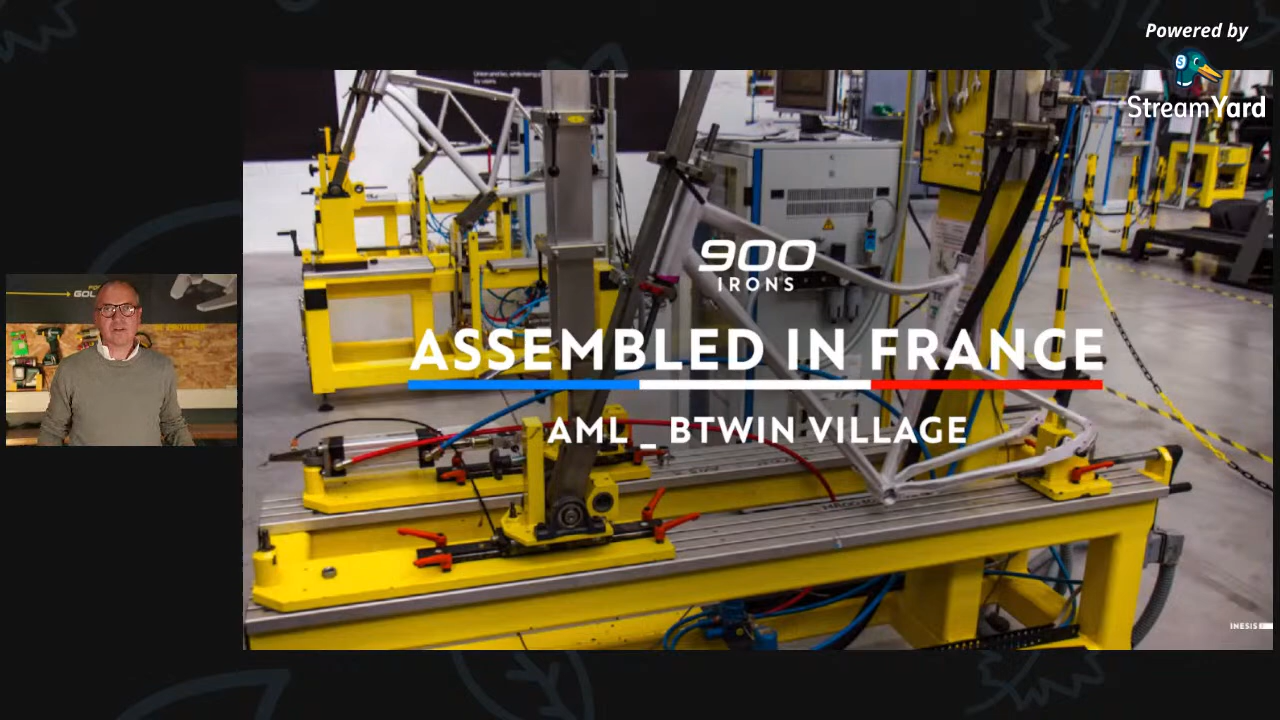 Powered by
StreamYard
900
IRONS
ASSEMBLED IN FRANCE
AML _ BTWIN VILLAGE
INESIS